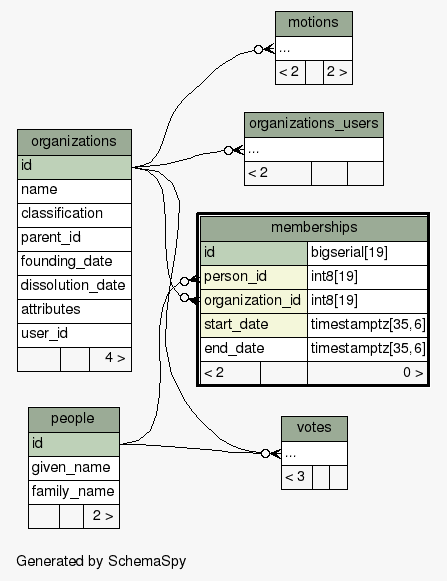 motions
...
< 2 2 >
organizations
id
name
classification
parent_id
founding_date
dissolution_date
attributes
user_id
4 >
organizations_users
...
< 2
memberships
id bigserial[19]
person_id int8[19]
organization_id int8[19]
start_date timestamptz[35,6]
end_date timestamptz[35,6]
< 2 0 >
people
id
given_name
family_name
2 >
votes
...
< 3
Generated by SchemaSpy